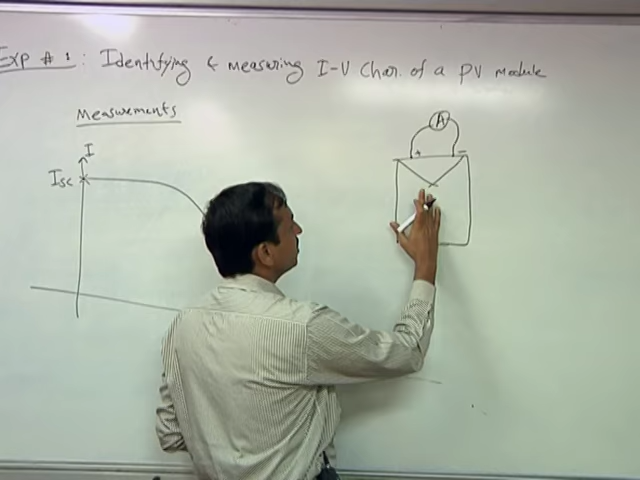 Exp # 1 : Identifying & measuring I-V Char. of a PV module
Measurements
I
Isc
A
+ -